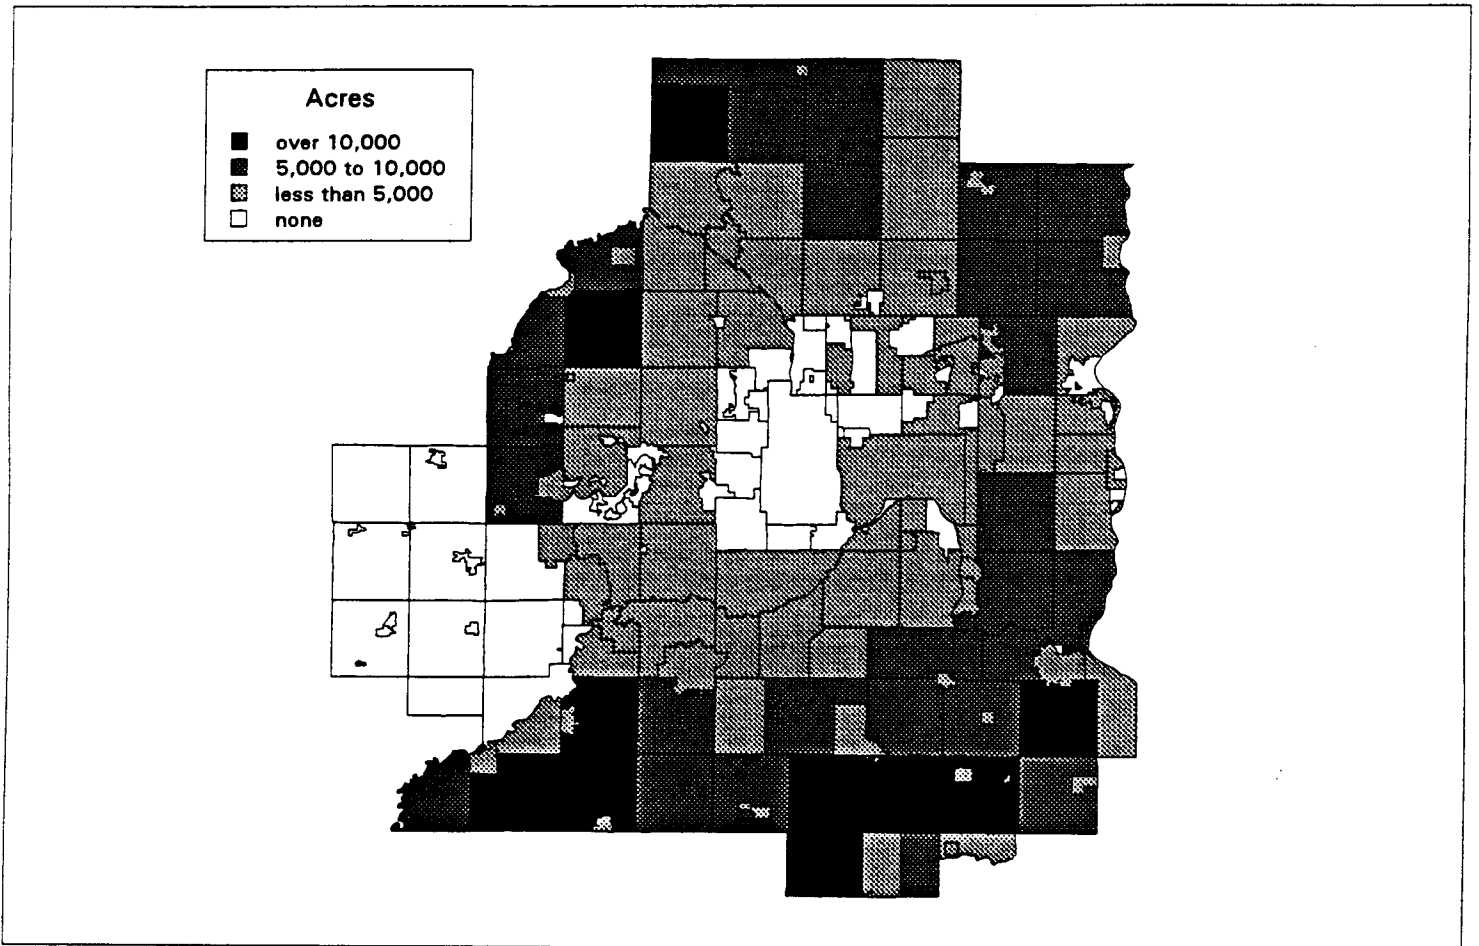 Acres
over 10,000
5,000 to 10,000
less than 5,000
none